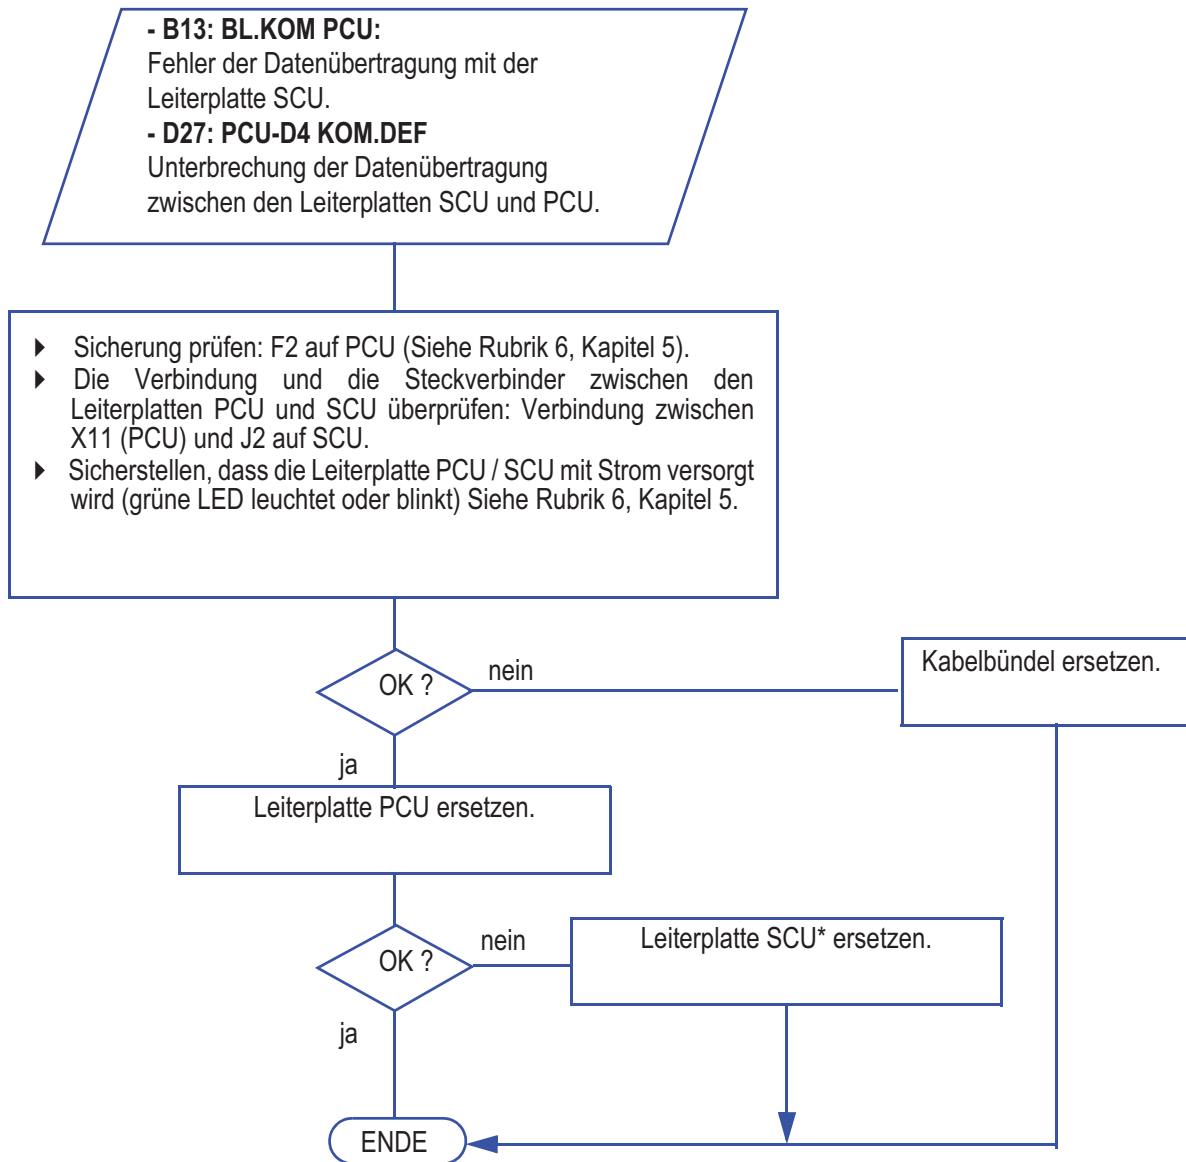 - B13: BL.KOM PCU:
Fehler der Datenübertragung mit der
Leiterplatte SCU.
- D27: PCU-D4 KOM.DEF
Unterbrechung der Datenübertragung
zwischen den Leiterplatten SCU und PCU.
Sicherung prüfen: F2 auf PCU (Siehe Rubrik 6, Kapitel 5).
Die Verbindung und die Steckverbinder zwischen den
Leiterplatten PCU und SCU überprüfen: Verbindung zwischen
X11 (PCU) und J2 auf SCU.
Sicherstellen, dass die Leiterplatte PCU / SCU mit Strom versorgt
wird (grüne LED leuchtet oder blinkt) Siehe Rubrik 6, Kapitel 5.
OK ?
nein
Kabelbündel ersetzen.
ja
Leiterplatte PCU ersetzen.
OK ?
nein
Leiterplatte SCU* ersetzen.
ja
ENDE